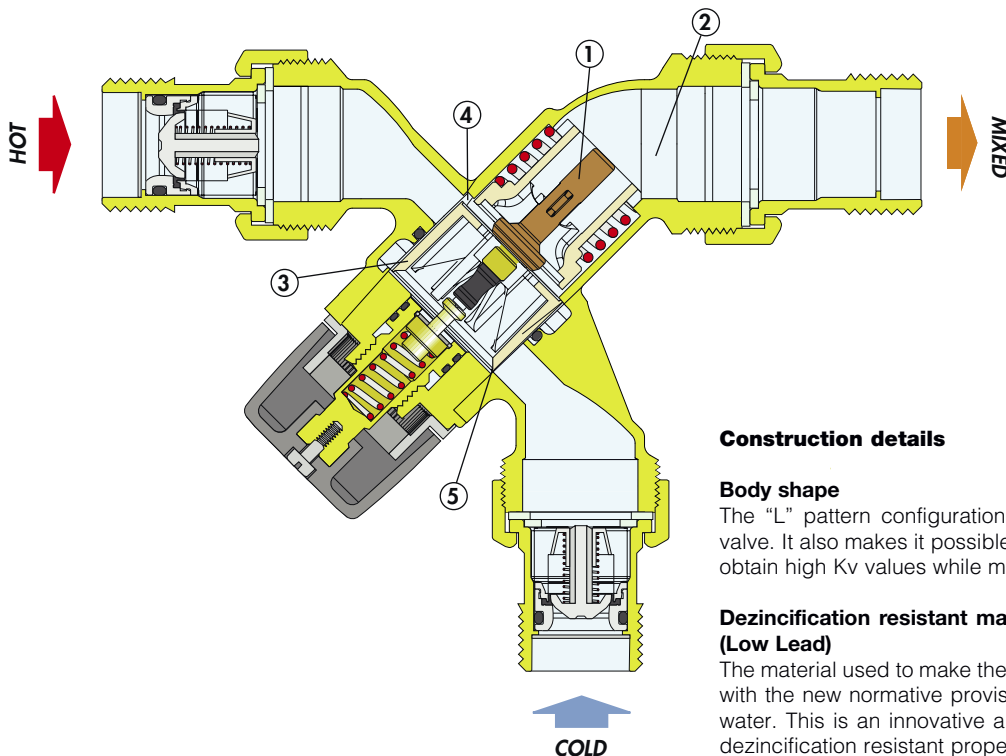 2
1
HOT
4
MIXED
3
5
COLD
Construction details
Body shape
The “L” pattern configuration
valve. It also makes it possible
obtain high Kv values while m
Dezincification resistant ma
(Low Lead)
The material used to make the
with the new normative provis
water. This is an innovative a
dezincification resistant prope